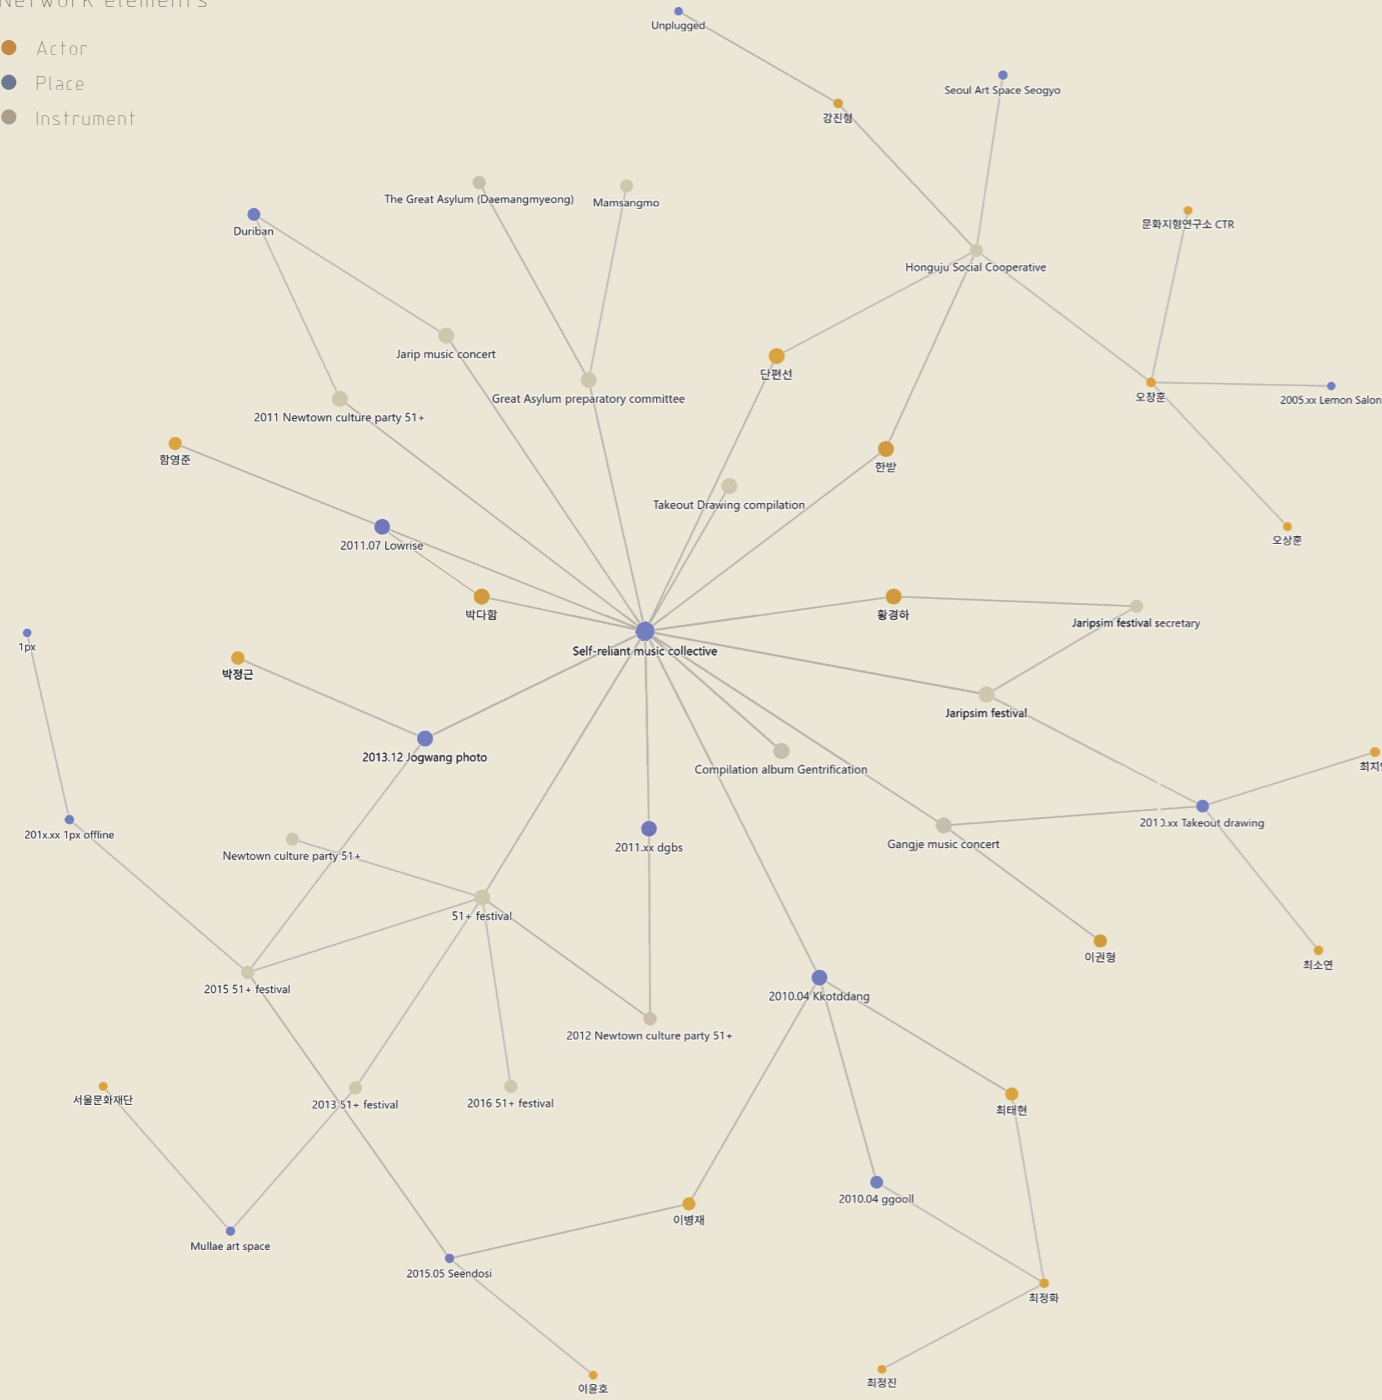 Network elements
Actor
Place
Instrument
Unplugged
강진형
Seoul Art Space Seogyo
The Great Asylum (Daemangmyeong)
Mamsangmo
문화지형연구소 CTR
Duriban
Honguju Social Cooperative
Jarip music concert
단편선
Great Asylum preparatory committee
오창훈
2005.xx Lemon Salon
2011 Newtown culture party 51+
함영준
한받
Takeout Drawing compilation
2011.07 Lowrise
오상훈
박다함
황경하
Jaripsim festival secretary
1px
Self-reliant music collective
박정근
Jaripsim festival
2013.12 Jogwang photo
Compilation album Gentrification
201x.xx 1px offline
Takeout drawing
Newtown culture party 51+
2011.xx dgbs
Gangje music concert
51+ festival
이권형
최소연
2015 51+ festival
2010.04 Kkotddang
2012 Newtown culture party 51+
서울문화재단
2013 51+ festival
2016 51+ festival
최태현
2010.04 ggooll
이병재
Mullae art space
2015.05 Seendosi
최정화
최정진
이윤호